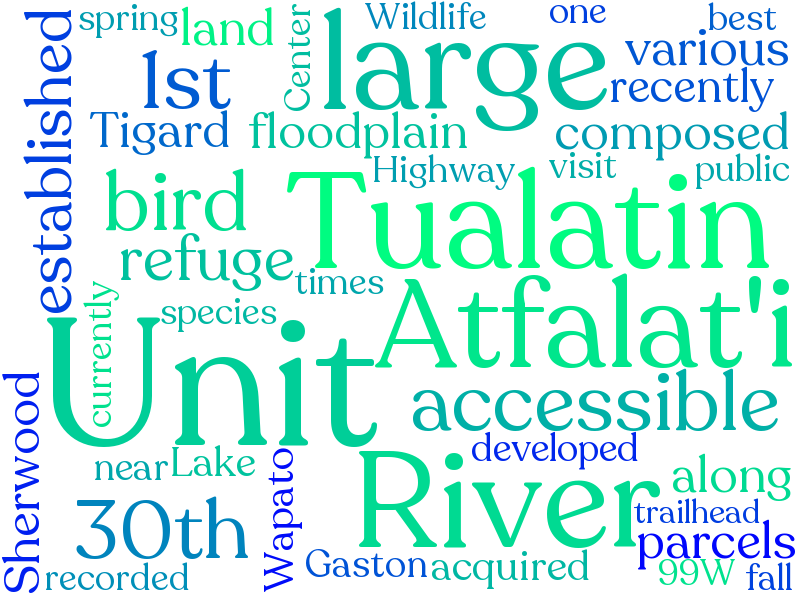 spring
land
Center
Wildlife
one
best
large
various
recently
established
1st
Tigard
floodplain
composed
Highway
visit
public
bird
Tualatin
refuge
times
species
currently
Atfalat'i
Unit
accessible
Sherwood
near
Lake
Wapato
developed
River
along
30th
trailhead
parcels
recorded
Gaston
acquired
99W
fall